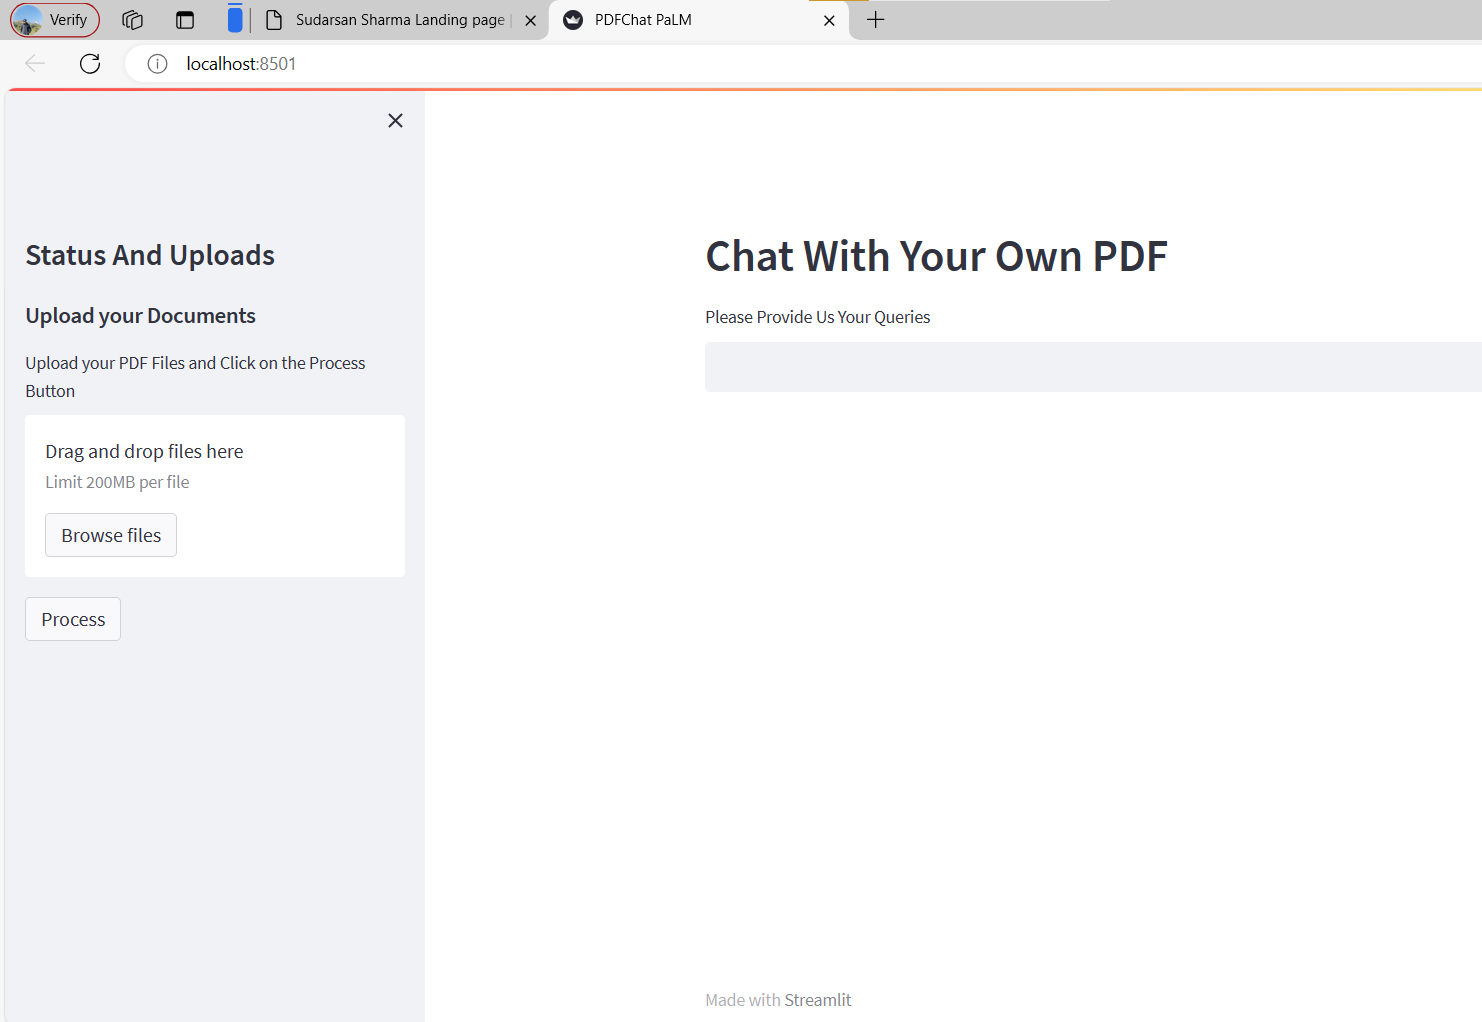 Verify
Sudarsan Sharma Landing page
PDFChat PaLM
localhost:8501
Status And Uploads
Upload your Documents
Upload your PDF Files and Click on the Process
Button
Drag and drop files here
Limit 200MB per file
Browse files
Process
Chat With Your Own PDF
Please Provide Us Your Queries
Made with Streamlit